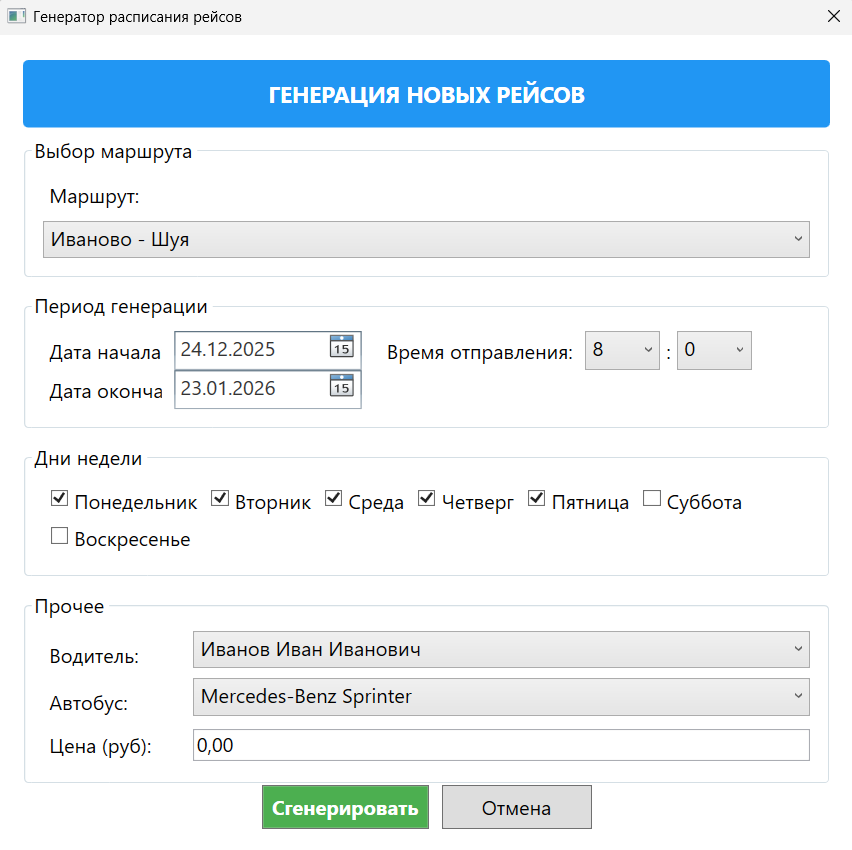 Генератор расписания рейсов
ГЕНЕРАЦИЯ НОВЫХ РЕЙСОВ
Выбор маршрута
Маршрут:
Иваново - Шуя
Период генерации
Дата начала 24.12.2025 15 Время отправления: 8 : 0
Дата оконча 23.01.2026 15
Дни недели
Понедельник Вторник Среда Четверг Пятница Суббота
Воскресенье
Прочее
Водитель: Иванов Иван Иванович
Автобус: Mercedes-Benz Sprinter
Цена (руб): 0,00
Сгенерировать Отмена